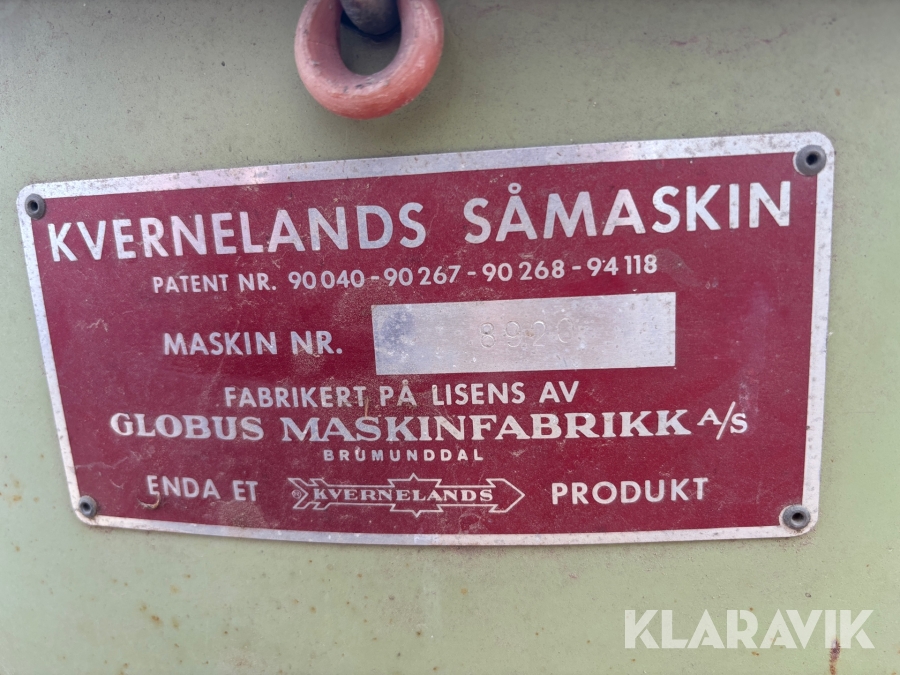 KVERNELANDS SÅMASKIN
PATENT NR. 90 040 - 90 267 - 90 268 - 94 118
MASKIN NR.
FABRIKERT PÅ LISENS AV
GLOBUS MASKINFABRIKK A/S
BRUMUNDDAL
ENDA ET ® KVERNELANDS PRODUKT
KLARAVIK